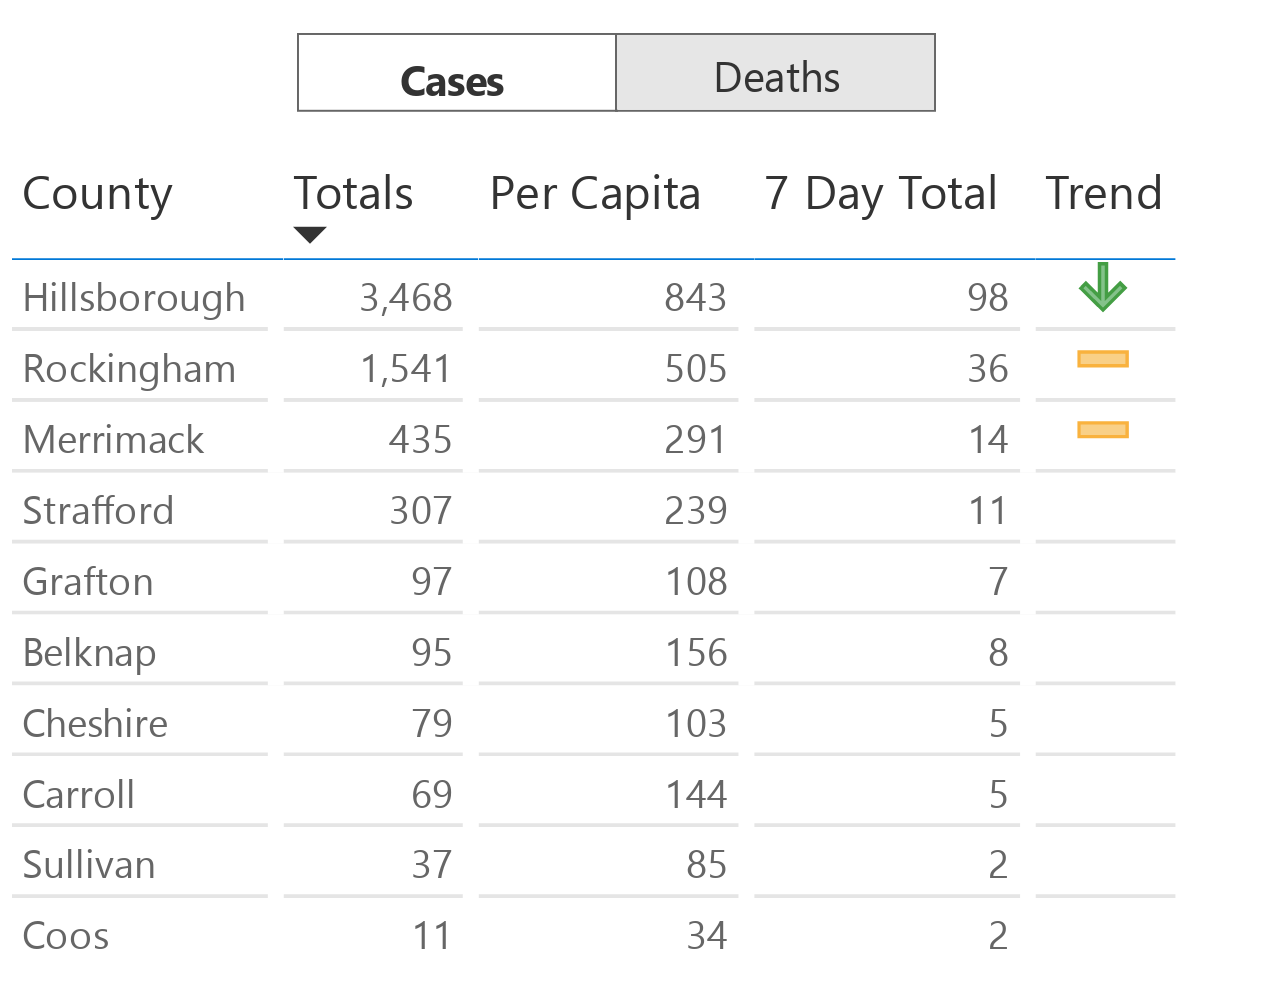 Cases Deaths
County Totals Per Capita 7 Day Total Trend
Hillsborough 3,468 843 98
Rockingham 1,541 505 36
Merrimack 435 291 14
Strafford 307 239 11
Grafton 97 108 7
Belknap 95 156 8
Cheshire 79 103 5
Carroll 69 144 5
Sullivan 37 85 2
Coos 11 34 2